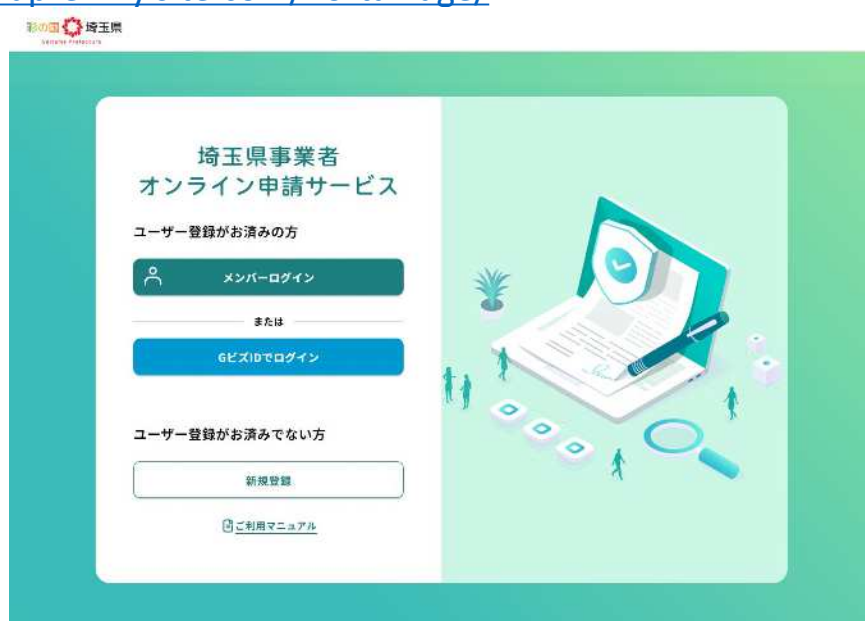 彩の国 埼玉県
Saitama Prefecture
埼玉県事業者
オンライン申請サービス
ユーザー登録がお済みの方
メンバーログイン
または
GビズIDでログイン
ユーザー登録がお済みでない方
新規登録
ご利用マニュアル